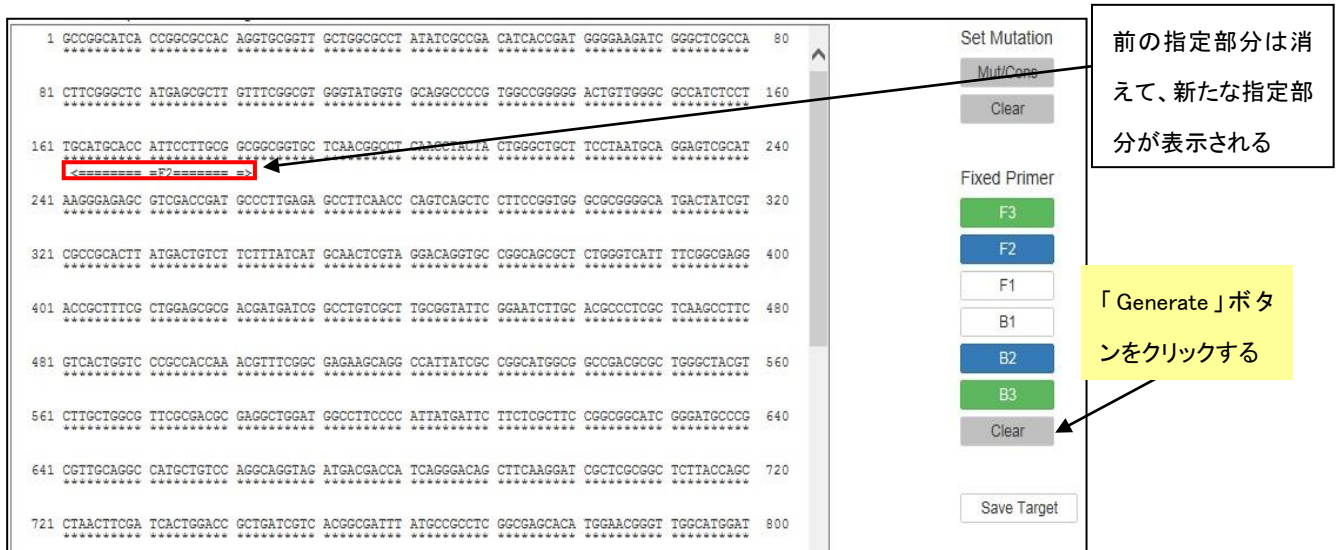 1 GCCGGCATCA CCGGCGCCAC AGGTGCGGTT GCTGGCGCCT ATATCGCCGA CATCACCGAT GGGGAAGATC GGGCTCGCCA 80
********** ********** ********** ********** ********** ********** ********** **********
81 CTTCGGGCTC ATGAGCGCTT GTTTCGGCGT GGGTATGGTG GCAGGCCCCG TGGCCGGGGG ACTGTTGGGC GCCATCTCCT 160
********** ********** ********** ********** ********** ********** ********** **********
161 TGCATGCACC ATTCCTTGCG GCGGCGGTGC TCAACGGCCT CAACCTACTA CTGGGCTGCT TCCTAATGCA GGAGTCGCAT 240
********** ********** ********** ********** ********** ********** ********** **********
<======== =F2======= =>
241 AAGGGAGAGC GTCGACCGAT GCCCTTGAGA GCCTTCAACC CAGTCAGCTC CTTCCGGTGG GCGCGGGGCA TGACTATCGT 320
********** ********** ********** ********** ********** ********** ********** **********
321 CGCCGCACTT ATGACTGTCT TCTTTATCAT GCAACTCGTA GGACAGGTGC CGGCAGCGCT CTGGGTCATT TTCGGCGAGG 400
********** ********** ********** ********** ********** ********** ********** **********
401 ACCGCTTTCG CTGGAGCGCG ACGATGATCG GCCTGTCGCT TGCGGTATTC GGAATCTTGC ACGCCCTCGC TCAAGCCTTC 480
********** ********** ********** ********** ********** ********** ********** **********
481 GTCACTGGTC CCGCCACCAA ACGTTTCGGC GAGAAGCAGG CCATTATCGC CGGCATGGCG GCCGACGCGC TGGGCTACGT 560
********** ********** ********** ********** ********** ********** ********** **********
561 CTTGCTGGCG TTCGCGACGC GAGGCTGGAT GGCCTTCCCC ATTATGATTC TTCTCGCTTC CGGCGGCATC GGGATGCCCG 640
********** ********** ********** ********** ********** ********** ********** **********
641 CGTTGCAGGC CATGCTGTCC AGGCAGGTAG ATGACGACCA TCAGGGACAG CTTCAAGGAT CGCTCGCGGC TCTTACCAGC 720
********** ********** ********** ********** ********** ********** ********** **********
721 CTAACTTCGA TCACTGGACC GCTGATCGTC ACGGCGATTT ATGCCGCCTC GGCGAGCACA TGGAACGGGT TGGCATGGAT 800
********** ********** ********** ********** ********** ********** ********** **********
Set Mutation
Mut/Cons
Clear
Fixed Primer
F3
F2
F1
B1
B2
B3
Clear
Save Target
前の指定部分は消
えて、新たな指定部
分が表示される
「Generate」ボタ
ンをクリックする